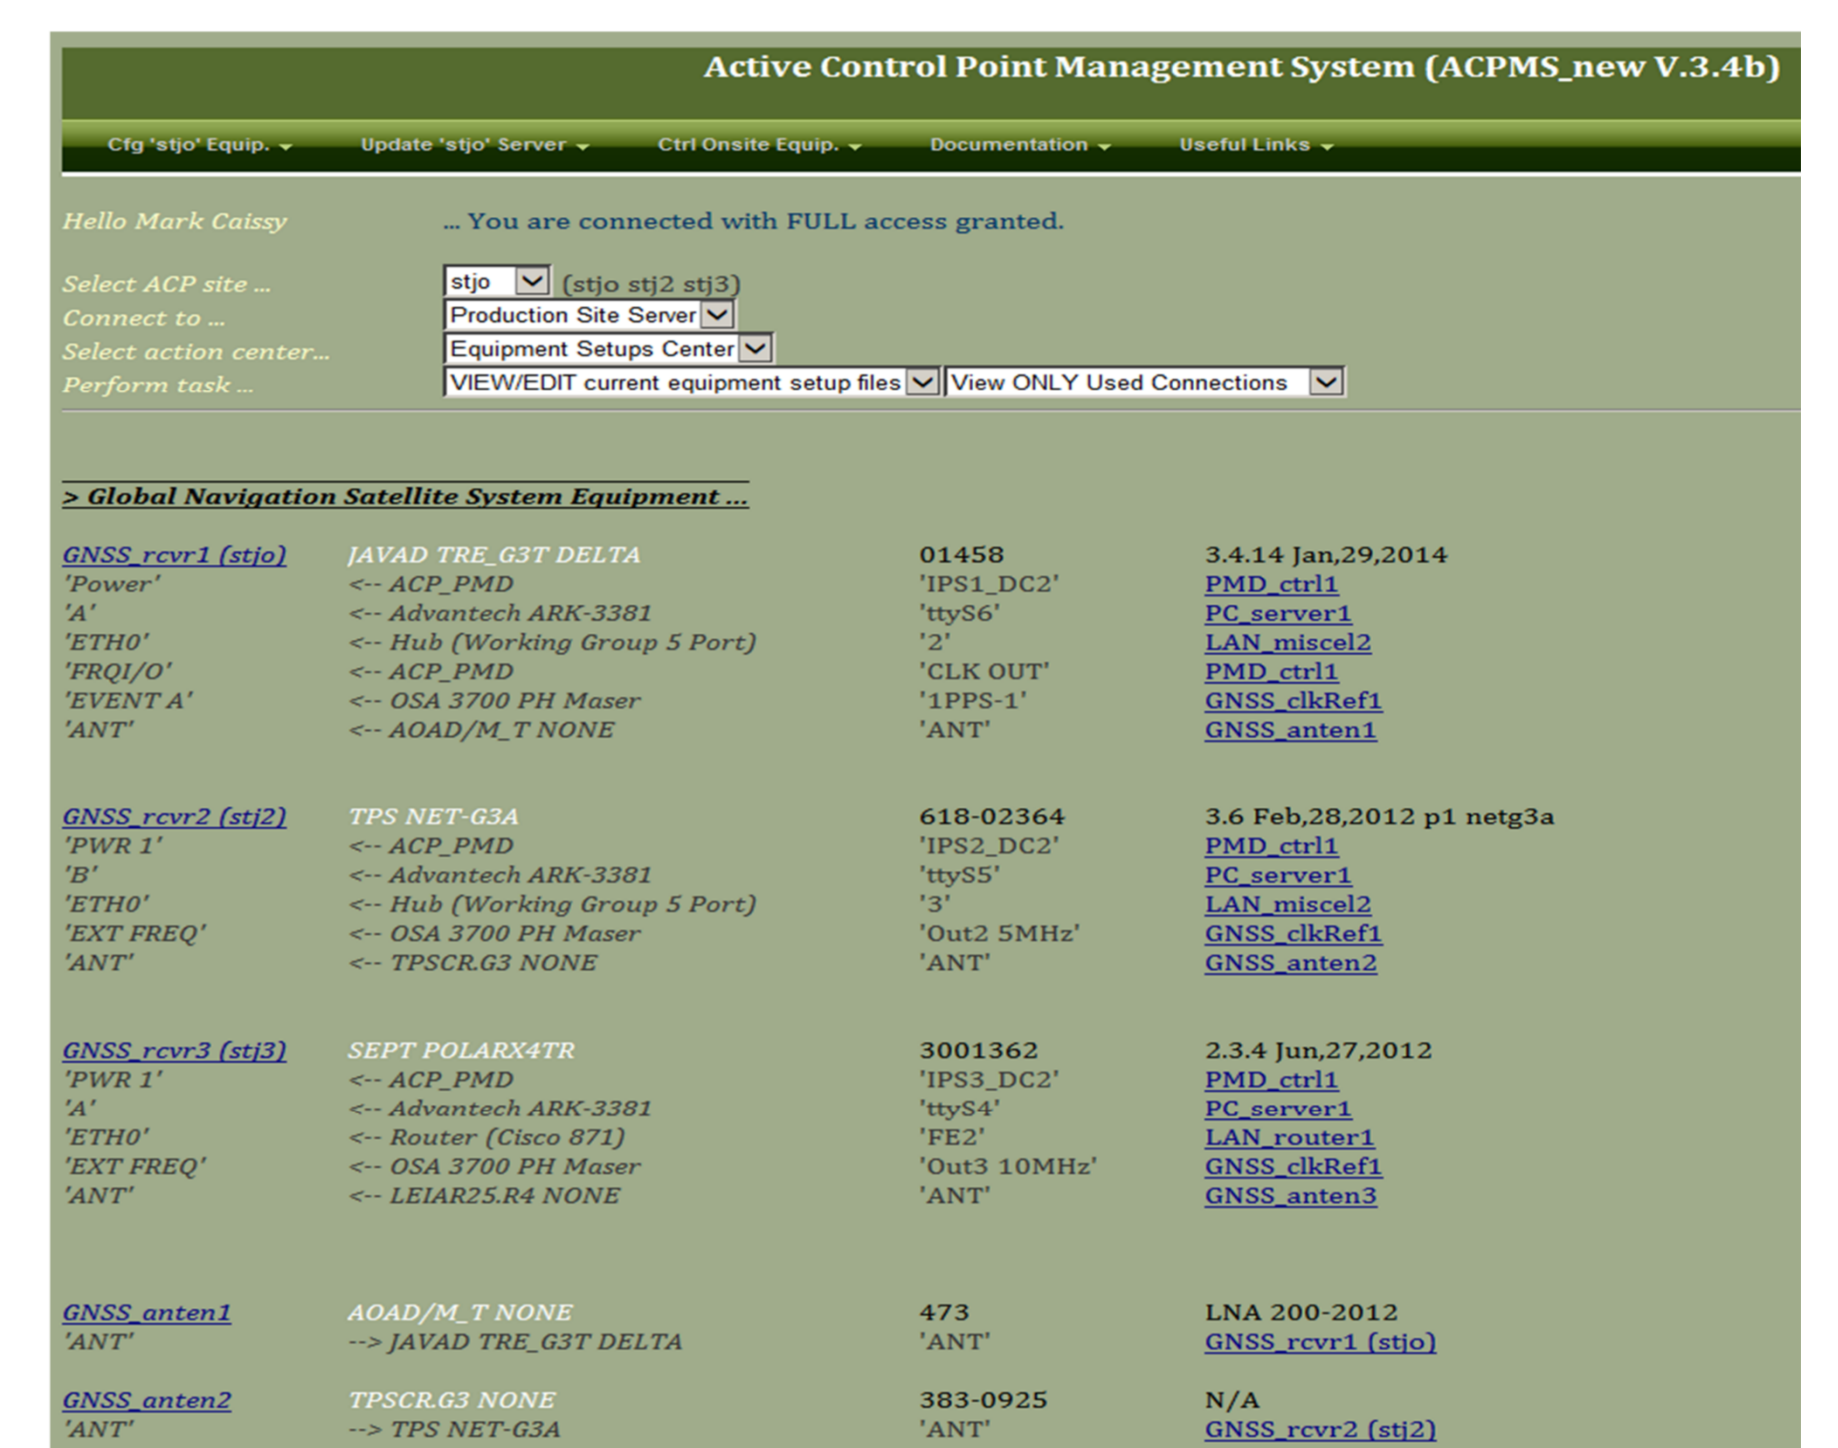 Active Control Point Management System (ACPMS_new V.3.4b)
Cfg 'stjo' Equip. Update 'stjo' Server Ctrl Onsite Equip. Documentation Useful Links
Hello Mark Caissy ... You are connected with FULL access granted.
Select ACP site ... stjo (stjo stj2 stj3)
Connect to ... Production Site Server
Select action center... Equipment Setups Center
Perform task ... VIEW/EDIT current equipment setup files View ONLY Used Connections
> Global Navigation Satellite System Equipment ...
GNSS_rcvr1 (stjo) JAVAD TRE_G3T DELTA 01458 3.4.14 Jan,29,2014
'Power' <-- ACP_PMD 'IPS1_DC2' PMD_ctrl1
'A' <-- Advantech ARK-3381 'ttyS6' PC_server1
'ETH0' <-- Hub (Working Group 5 Port) '2' LAN_miscel2
'FRQI/O' <-- ACP_PMD 'CLK OUT' PMD_ctrl1
'EVENT A' <-- OSA 3700 PH Maser '1PPS-1' GNSS_clkRef1
'ANT' <-- AOAD/M_T NONE 'ANT' GNSS_anten1
GNSS_rcvr2 (stj2) TPS NET-G3A 618-02364 3.6 Feb,28,2012 p1 netg3a
'PWR 1' <-- ACP_PMD 'IPS2_DC2' PMD_ctrl1
'B' <-- Advantech ARK-3381 'ttyS5' PC_server1
'ETH0' <-- Hub (Working Group 5 Port) '3' LAN_miscel2
'EXT FREQ' <-- OSA 3700 PH Maser 'Out2 5MHz' GNSS_clkRef1
'ANT' <-- TPSCR.G3 NONE 'ANT' GNSS_anten2
GNSS_rcvr3 (stj3) SEPT POLARX4TR 3001362 2.3.4 Jun,27,2012
'PWR 1' <-- ACP_PMD 'IPS3_DC2' PMD_ctrl1
'A' <-- Advantech ARK-3381 'ttyS4' PC_server1
'ETH0' <-- Router (Cisco 871) 'FE2' LAN_router1
'EXT FREQ' <-- OSA 3700 PH Maser 'Out3 10MHz' GNSS_clkRef1
'ANT' <-- LEIAR25.R4 NONE 'ANT' GNSS_anten3
GNSS_anten1 AOAD/M_T NONE 473 LNA 200-2012
'ANT' --> JAVAD TRE_G3T DELTA 'ANT' GNSS_rcvr1 (stjo)
GNSS_anten2 TPSCR.G3 NONE 383-0925 N/A
'ANT' --> TPS NET-G3A 'ANT' GNSS_rcvr2 (stj2)